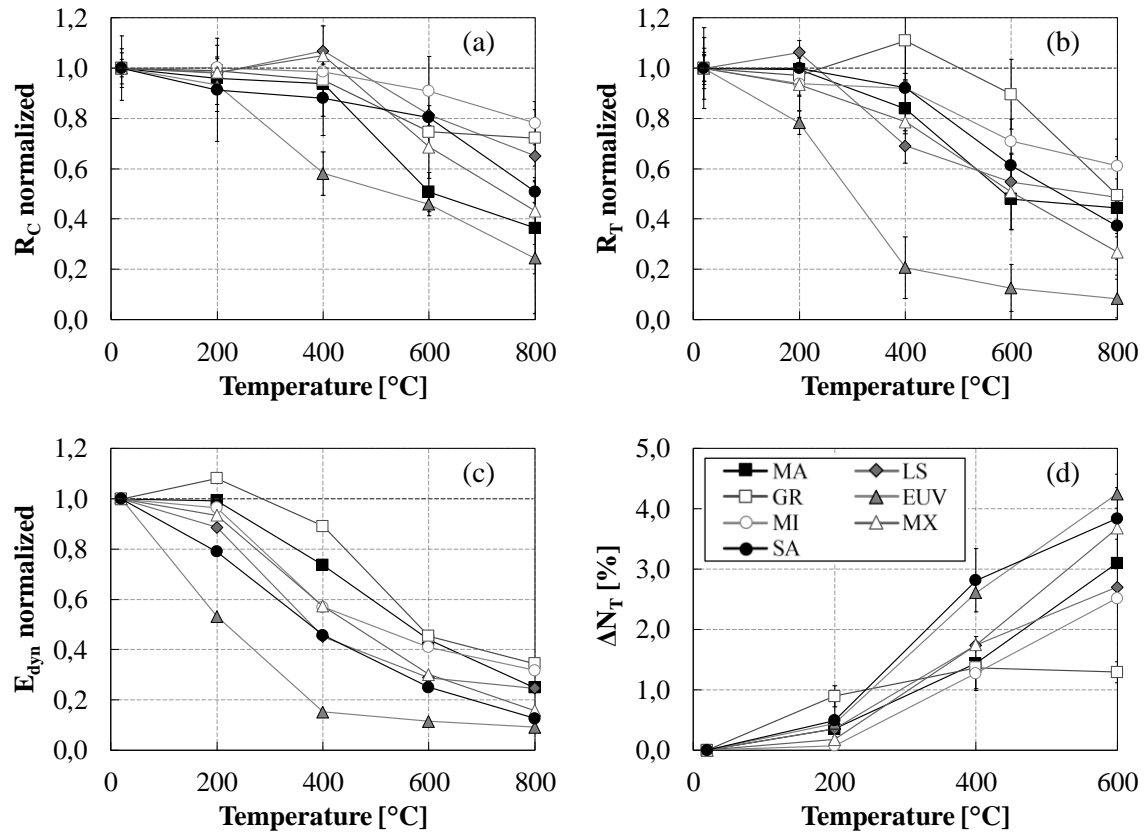 (a)
R_C normalized
1,2
1,0
0,8
0,6
0,4
0,2
0,0
0 200 400 600 800
Temperature [°C]
(b)
R_T normalized
1,2
1,0
0,8
0,6
0,4
0,2
0,0
0 200 400 600 800
Temperature [°C]
(c)
E_dyn normalized
1,2
1,0
0,8
0,6
0,4
0,2
0,0
0 200 400 600 800
Temperature [°C]
(d)
ΔN_T [%]
5,0
4,0
3,0
2,0
1,0
0,0
MA LS
GR EUV
MI MX
SA
0 200 400 600
Temperature [°C]